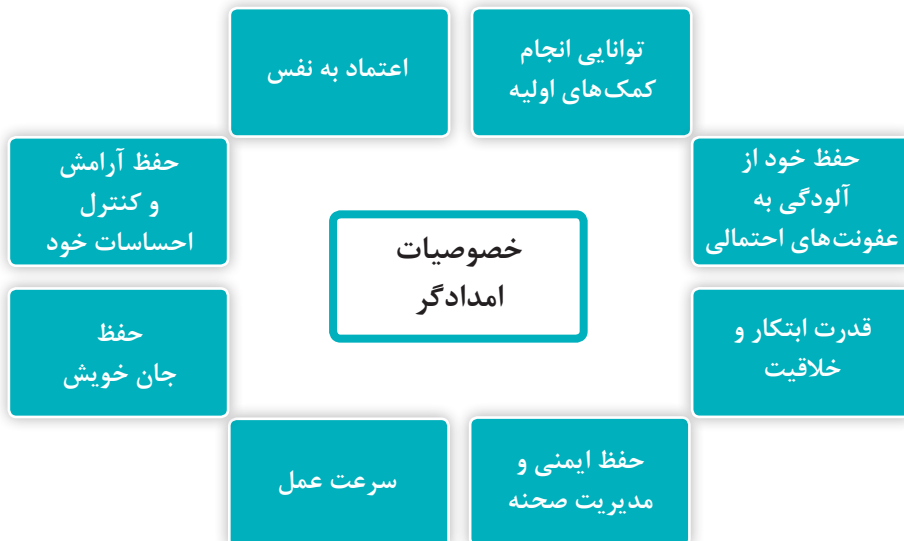 توانایی انجام
کمک‌های اولیه
اعتماد به نفس
حفظ خود از
آلودگی به
عفونت‌های احتمالی
حفظ آرامش
و کنترل
احساسات خود
خصوصیات
امدادگر
قدرت ابتکار و
خلاقیت
حفظ
جان خویش
حفظ ایمنی و
مدیریت صحنه
سرعت عمل